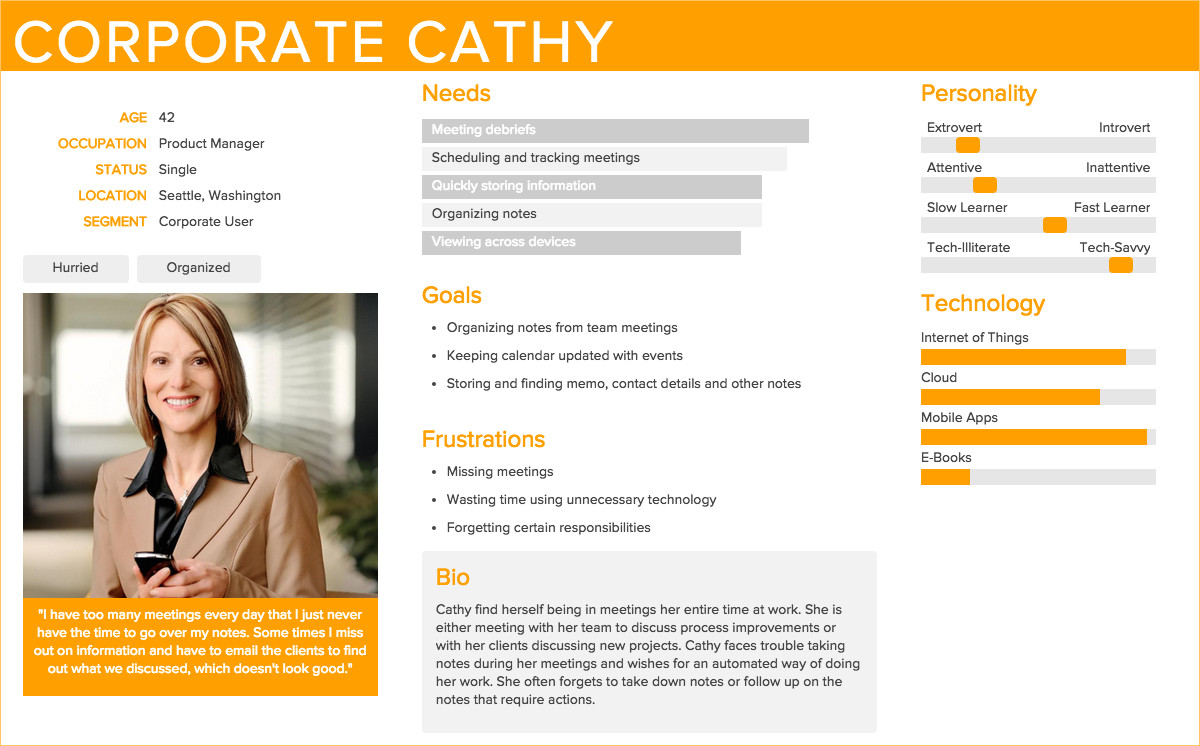 CORPORATE CATHY
AGE 42
OCCUPATION Product Manager
STATUS Single
LOCATION Seattle, Washington
SEGMENT Corporate User
Hurried Organized
"I have too many meetings every day that I just never
have the time to go over my notes. Some times I miss
out on information and have to email the clients to find
out what we discussed, which doesn't look good."
Needs
Meeting debriefs
Scheduling and tracking meetings
Quickly storing information
Organizing notes
Viewing across devices
Goals
• Organizing notes from team meetings
• Keeping calendar updated with events
• Storing and finding memo, contact details and other notes
Frustrations
• Missing meetings
• Wasting time using unnecessary technology
• Forgetting certain responsibilities
Bio
Cathy find herself being in meetings her entire time at work. She is
either meeting with her team to discuss process improvements or
with her clients discussing new projects. Cathy faces trouble taking
notes during her meetings and wishes for an automated way of doing
her work. She often forgets to take down notes or follow up on the
notes that require actions.
Personality
Extrovert Introvert
Attentive Inattentive
Slow Learner Fast Learner
Tech-Illiterate Tech-Savvy
Technology
Internet of Things
Cloud
Mobile Apps
E-Books